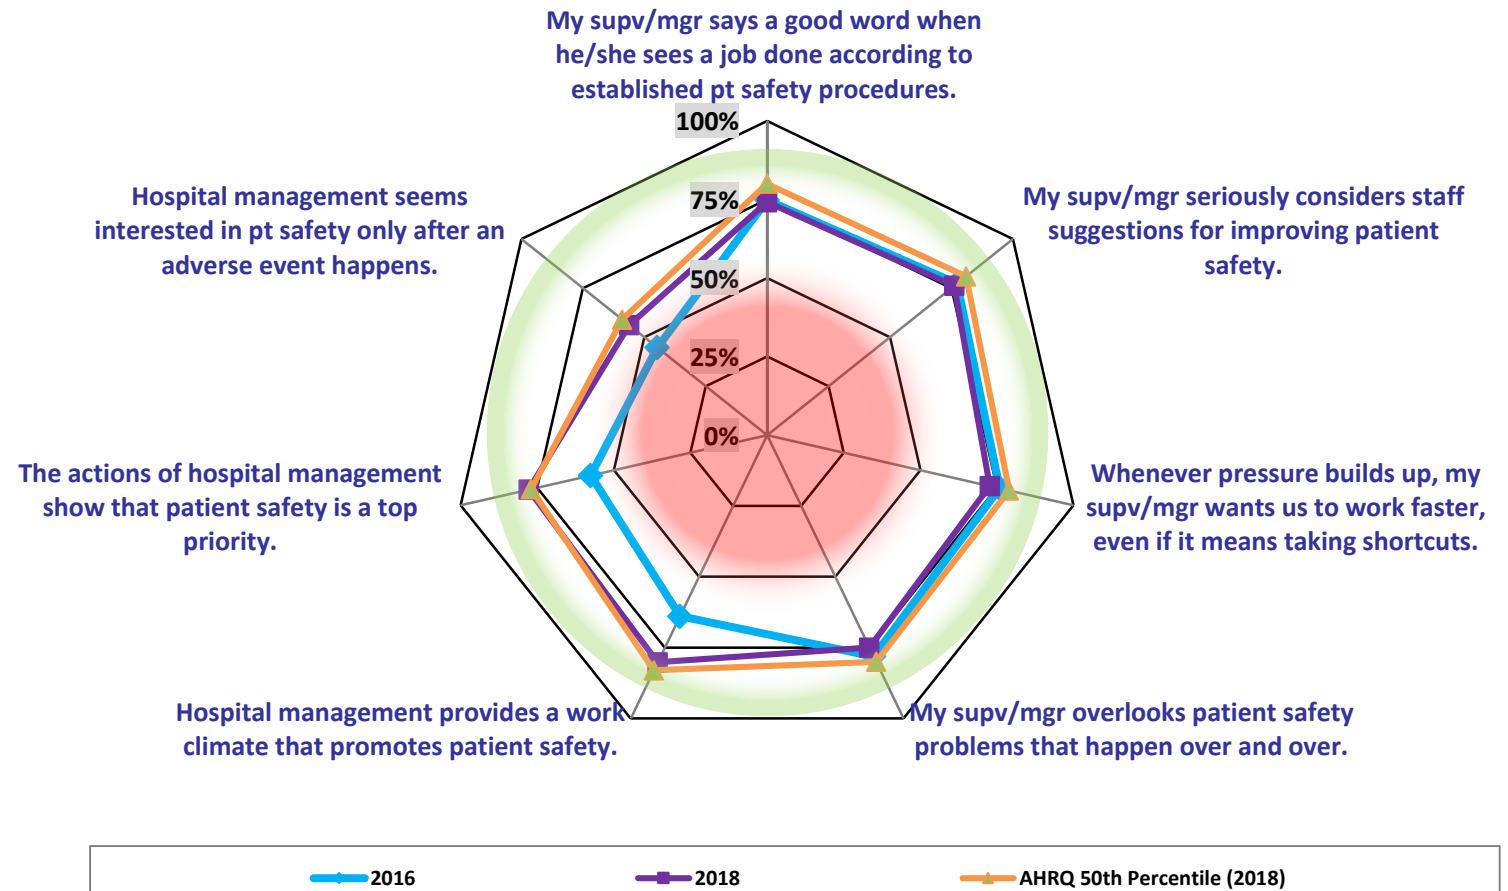 My supv/mgr says a good word when
he/she sees a job done according to
established pt safety procedures.
100%
75%
50%
25%
0%
My supv/mgr seriously considers staff
suggestions for improving patient
safety.
Whenever pressure builds up, my
supv/mgr wants us to work faster,
even if it means taking shortcuts.
My supv/mgr overlooks patient safety
problems that happen over and over.
Hospital management provides a work
climate that promotes patient safety.
The actions of hospital management
show that patient safety is a top
priority.
Hospital management seems
interested in pt safety only after an
adverse event happens.
2016
2018
AHRQ 50th Percentile (2018)